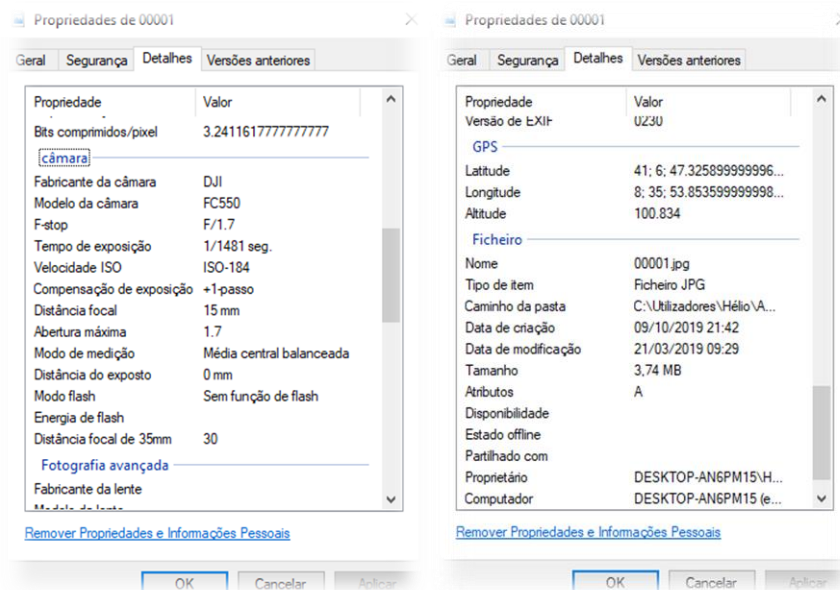 Propriedades de 00001
Geral Segurança Detalhes Versões anteriores
Propriedade Valor
Bits comprimidos/pixel 3.2411617777777777
câmara
Fabricante da câmara DJI
Modelo da câmara FC550
F-stop F/1.7
Tempo de exposição 1/1481 seg.
Velocidade ISO ISO-184
Compensação de exposição +1-passo
Distância focal 15 mm
Abertura máxima 1.7
Modo de medição Média central balanceada
Distância do exposto 0 mm
Modo flash Sem função de flash
Energia de flash
Distância focal de 35mm 30
Fotografia avançada
Fabricante da lente
Modelo da lente
Remover Propriedades e Informações Pessoais
OK Cancelar Aplicar
Propriedades de 00001
Geral Segurança Detalhes Versões anteriores
Propriedade Valor
Versão de EXIF 0230
GPS
Latitude 41; 6; 47.325899999996...
Longitude 8; 35; 53.853599999998...
Altitude 100.834
Ficheiro
Nome 00001.jpg
Tipo de item Ficheiro JPG
Caminho da pasta C:\Utilizadores\Hélio\A...
Data de criação 09/10/2019 21:42
Data de modificação 21/03/2019 09:29
Tamanho 3,74 MB
Atributos A
Disponibilidade
Estado offline
Partilhado com
Proprietário DESKTOP-AN6PM15\H...
Computador DESKTOP-AN6PM15 (e...
Remover Propriedades e Informações Pessoais
OK Cancelar Aplicar